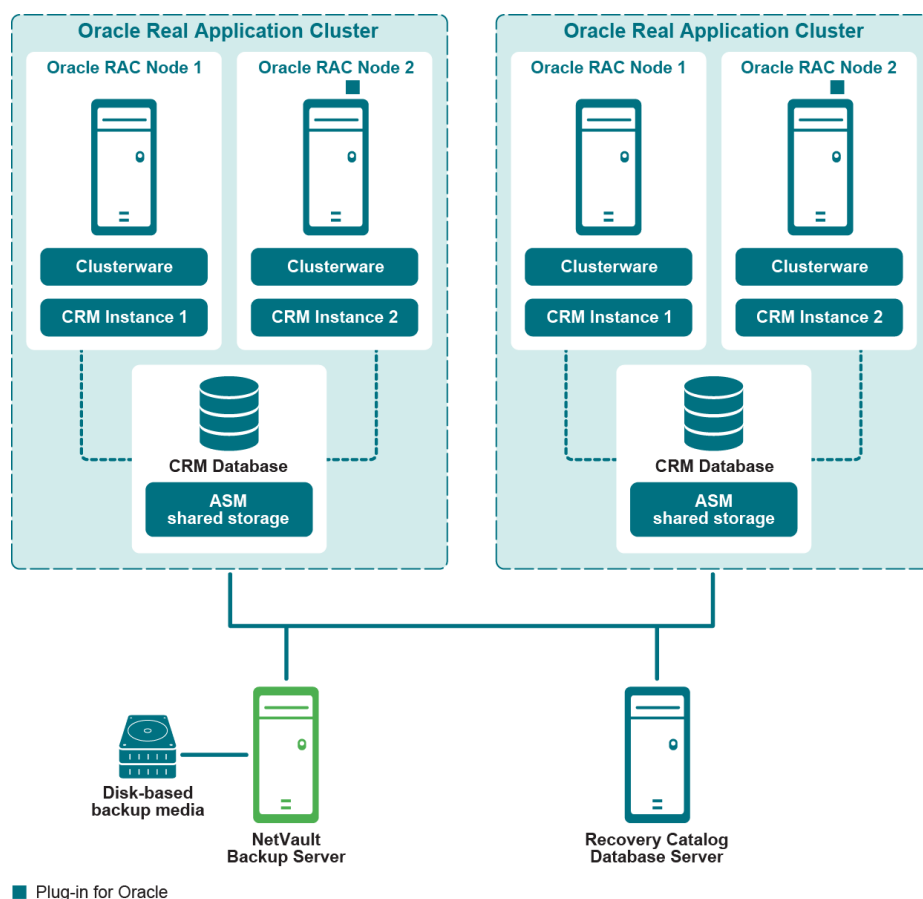 Oracle Real Application Cluster
Oracle RAC Node 1
Oracle RAC Node 2
Clusterware
Clusterware
CRM Instance 1
CRM Instance 2
CRM Database
ASM
shared storage
Oracle Real Application Cluster
Oracle RAC Node 1
Oracle RAC Node 2
Clusterware
Clusterware
CRM Instance 1
CRM Instance 2
CRM Database
ASM
shared storage
Disk-based
backup media
NetVault
Backup Server
Recovery Catalog
Database Server
Plug-in for Oracle